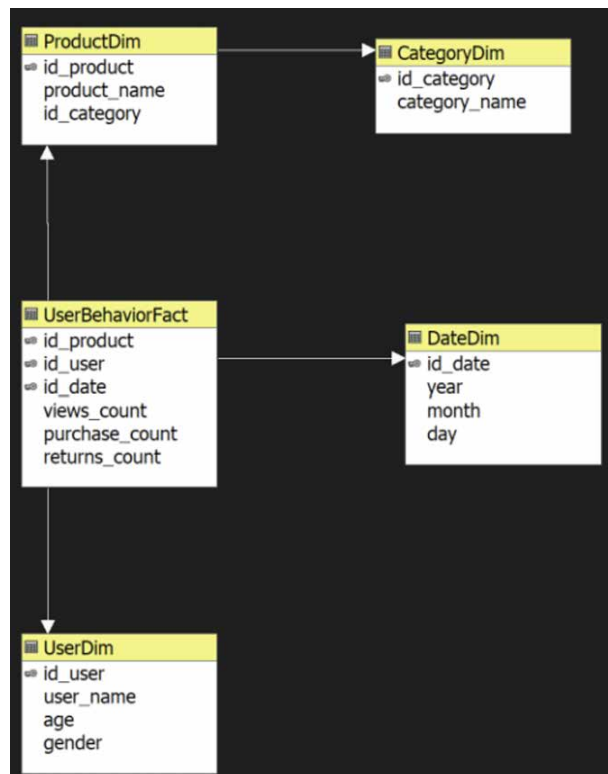 ProductDim
id_product
product_name
id_category
CategoryDim
id_category
category_name
UserBehaviorFact
id_product
id_user
id_date
views_count
purchase_count
returns_count
DateDim
id_date
year
month
day
UserDim
id_user
user_name
age
gender